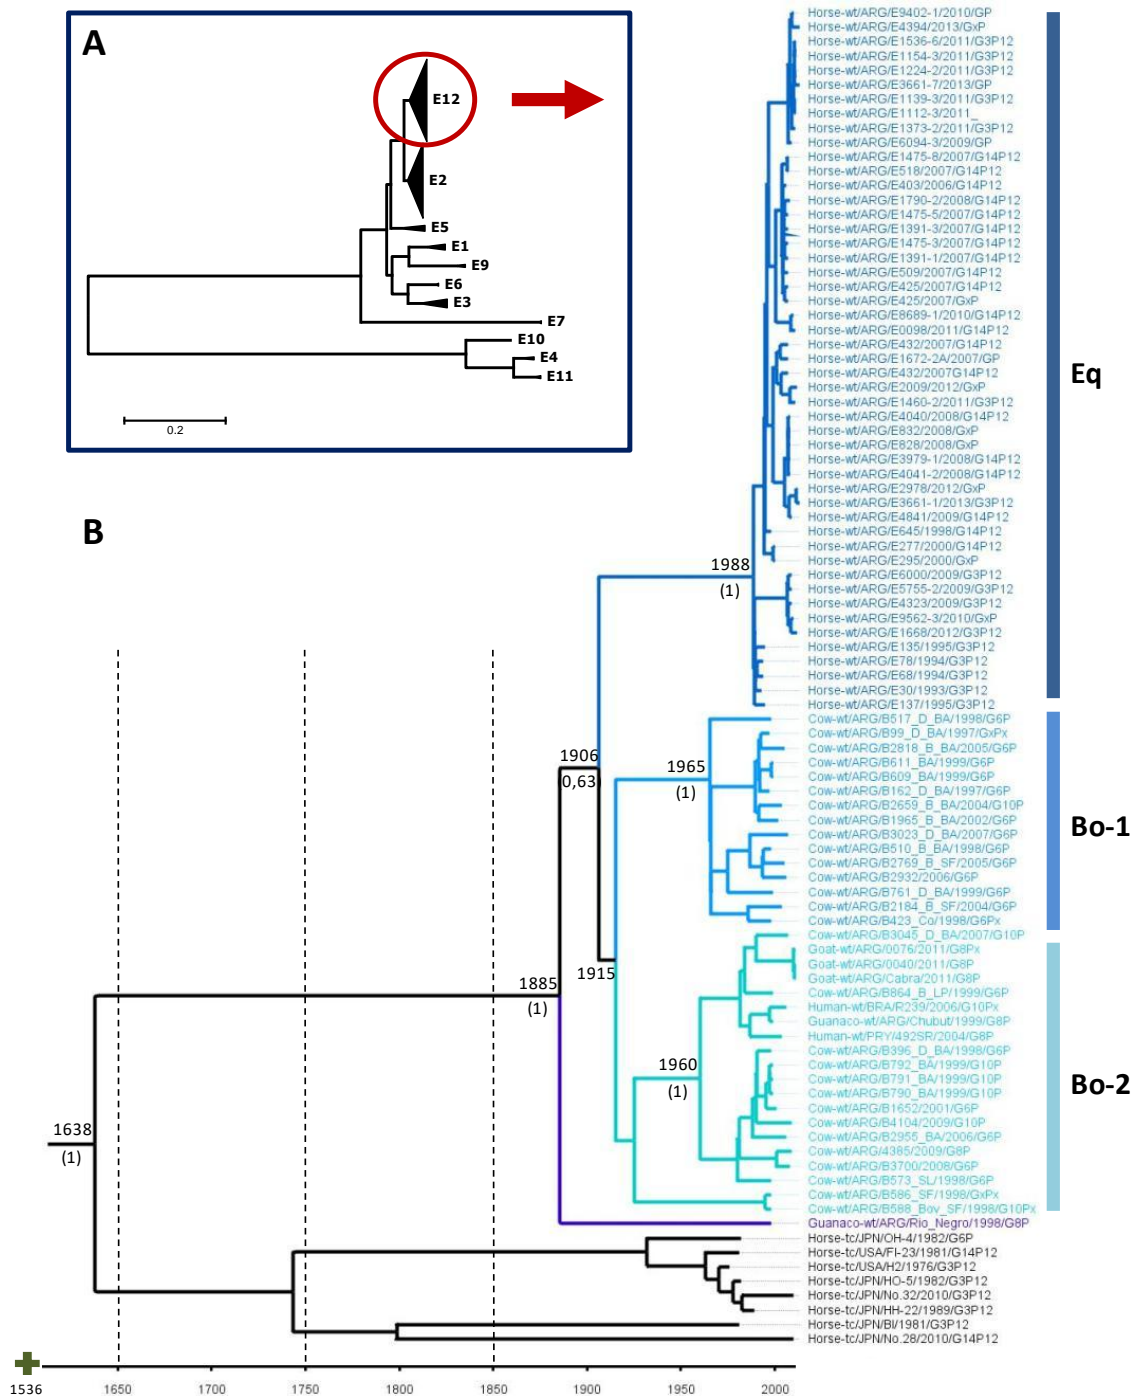 A
E12
E2
E5
E1
E9
E6
E3
E7
E10
E4
E11
0.2
B
Horse-wt/ARG/E9402-1/2010/GP
Horse-wt/ARG/E4394/2013/GxP
Horse-wt/ARG/E1536-6/2011/G3P12
Horse-wt/ARG/E1154-3/2011/G3P12
Horse-wt/ARG/E1224-2/2011/G3P12
Horse-wt/ARG/E3661-7/2013/GP
Horse-wt/ARG/E1139-3/2011/G3P12
Horse-wt/ARG/E1112-3/2011_
Horse-wt/ARG/E1373-2/2011/G3P12
Horse-wt/ARG/E6094-3/2009/GP
Horse-wt/ARG/E1475-8/2007/G14P12
Horse-wt/ARG/E518/2007/G14P12
Horse-wt/ARG/E403/2006/G14P12
Horse-wt/ARG/E1790-2/2008/G14P12
Horse-wt/ARG/E1475-5/2007/G14P12
Horse-wt/ARG/E1391-3/2007/G14P12
Horse-wt/ARG/E1475-3/2007/G14P12
Horse-wt/ARG/E1391-1/2007/G14P12
Horse-wt/ARG/E509/2007/G14P12
Horse-wt/ARG/E425/2007/G14P12
Horse-wt/ARG/E425/2007/GxP
Horse-wt/ARG/E8689-1/2010/G14P12
Horse-wt/ARG/E0098/2011/G14P12
Horse-wt/ARG/E432/2007/G14P12
Horse-wt/ARG/E1672-2A/2007/GP
Horse-wt/ARG/E432/2007G14P12
Horse-wt/ARG/E2009/2012/GxP
Horse-wt/ARG/E1460-2/2011/G3P12
Horse-wt/ARG/E4040/2008/G14P12
Horse-wt/ARG/E832/2008/GxP
Horse-wt/ARG/E828/2008/GxP
Horse-wt/ARG/E3979-1/2008/G14P12
Horse-wt/ARG/E4041-2/2008/G14P12
Horse-wt/ARG/E2978/2012/GxP
Horse-wt/ARG/E3661-1/2013/G3P12
Horse-wt/ARG/E4841/2009/G14P12
Horse-wt/ARG/E645/1998/G14P12
Horse-wt/ARG/E277/2000/G14P12
Horse-wt/ARG/E295/2000/GxP
Horse-wt/ARG/E6000/2009/G3P12
Horse-wt/ARG/E5755-2/2009/G3P12
Horse-wt/ARG/E4323/2009/G3P12
Horse-wt/ARG/E9562-3/2010/GxP
Horse-wt/ARG/E1668/2012/G3P12
Horse-wt/ARG/E135/1995/G3P12
Horse-wt/ARG/E78/1994/G3P12
Horse-wt/ARG/E68/1994/G3P12
Horse-wt/ARG/E30/1993/G3P12
Horse-wt/ARG/E137/1995/G3P12
Cow-wt/ARG/B517_D_BA/1998/G6P
Cow-wt/ARG/B99_D_BA/1997/GxPx
Cow-wt/ARG/B2818_B_BA/2005/G6P
Cow-wt/ARG/B611_BA/1999/G6P
Cow-wt/ARG/B609_BA/1999/G6P
Cow-wt/ARG/B162_D_BA/1997/G6P
Cow-wt/ARG/B2659_B_BA/2004/G10P
Cow-wt/ARG/B1965_B_BA/2002/G6P
Cow-wt/ARG/B3023_D_BA/2007/G6P
Cow-wt/ARG/B510_B_BA/1998/G6P
Cow-wt/ARG/B2769_B_SF/2005/G6P
Cow-wt/ARG/B2932/2006/G6P
Cow-wt/ARG/B761_D_BA/1999/G6P
Cow-wt/ARG/B2184_B_SF/2004/G6P
Cow-wt/ARG/B423_Co/1998/G6Px
Cow-wt/ARG/B3045_D_BA/2007/G10P
Goat-wt/ARG/0076/2011/G8Px
Goat-wt/ARG/0040/2011/G8P
Goat-wt/ARG/Cabra/2011/G8P
Cow-wt/ARG/B864_B_LP/1999/G6P
Human-wt/BRA/R239/2006/G10Px
Guanaco-wt/ARG/Chubut/1999/G8P
Human-wt/PRY/492SR/2004/G8P
Cow-wt/ARG/B396_D_BA/1998/G6P
Cow-wt/ARG/B792_BA/1999/G10P
Cow-wt/ARG/B791_BA/1999/G10P
Cow-wt/ARG/B790_BA/1999/G10P
Cow-wt/ARG/B1652/2001/G6P
Cow-wt/ARG/B4104/2009/G10P
Cow-wt/ARG/B2955_BA/2006/G6P
Cow-wt/ARG/4385/2009/G8P
Cow-wt/ARG/B3700/2008/G6P
Cow-wt/ARG/B573_SL/1998/G6P
Cow-wt/ARG/B586_SF/1998/GxPx
Cow-wt/ARG/B588_Bov_SF/1998/G10Px
Guanaco-wt/ARG/Rio_Negro/1998/G8P
Horse-tc/JPN/OH-4/1982/G6P
Horse-tc/USA/FI-23/1981/G14P12
Horse-tc/USA/H2/1976/G3P12
Horse-tc/JPN/HO-5/1982/G3P12
Horse-tc/JPN/No.32/2010/G3P12
Horse-tc/JPN/HH-22/1989/G3P12
Horse-tc/JPN/BI/1981/G3P12
Horse-tc/JPN/No.28/2010/G14P12
Eq
Bo-1
Bo-2
1988
(1)
1906
(0,63)
1965
(1)
1915
1885
(1)
1960
(1)
1638
(1)
1536
1650
1700
1750
1800
1850
1900
1950
2000